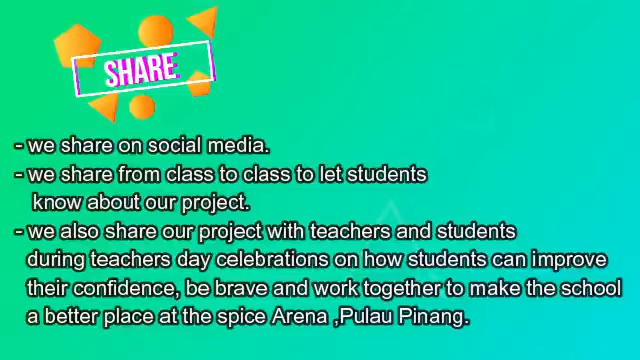 SHARE
- we share on social media.
- we share from class to class to let students
know about our project.
- we also share our project with teachers and students
during teachers day celebrations on how students can improve
their confidence, be brave and work together to make the school
a better place at the spice Arena ,Pulau Pinang.